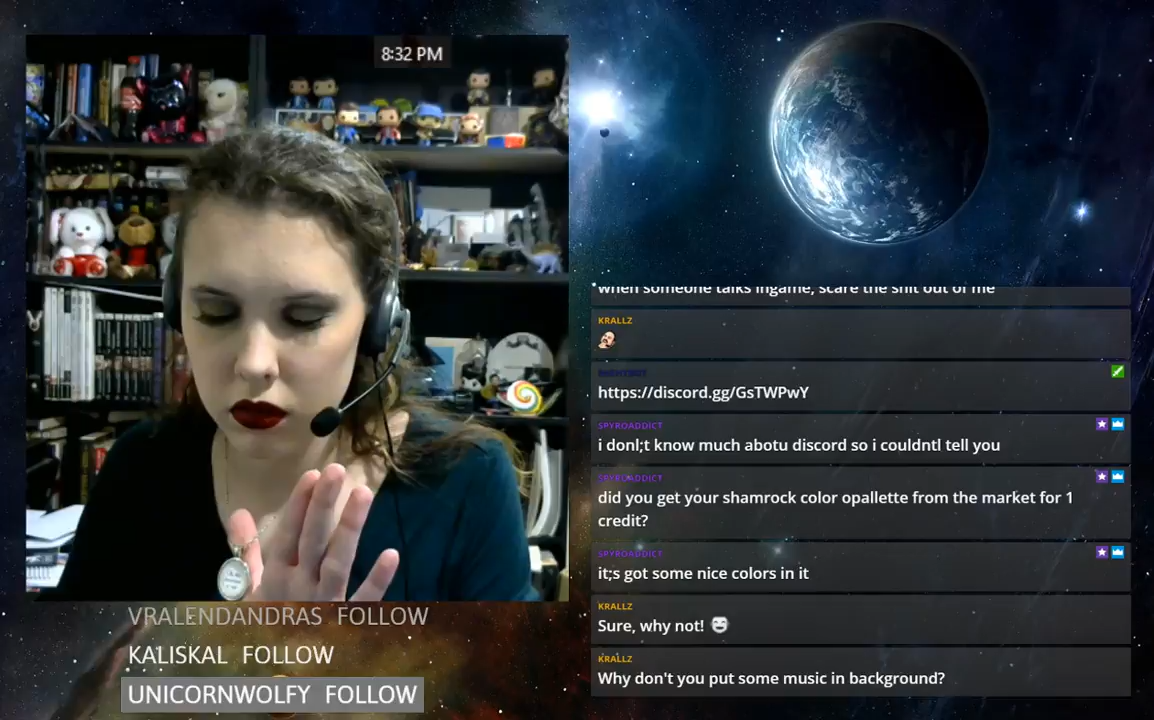 8:32 PM
when someone talks ingame, scare the shit out of me
KRALLZ
NIGHTBOT
https://discord.gg/GsTWPwY
SPYROADDICT
i donl;t know much abotu discord so i couldntl tell you
SPYROADDICT
did you get your shamrock color opallette from the market for 1
credit?
SPYROADDICT
it;s got some nice colors in it
KRALLZ
Sure, why not!
KRALLZ
Why don't you put some music in background?
VRALENDANDRAS FOLLOW
KALISKAL FOLLOW
UNICORNWOLFY FOLLOW